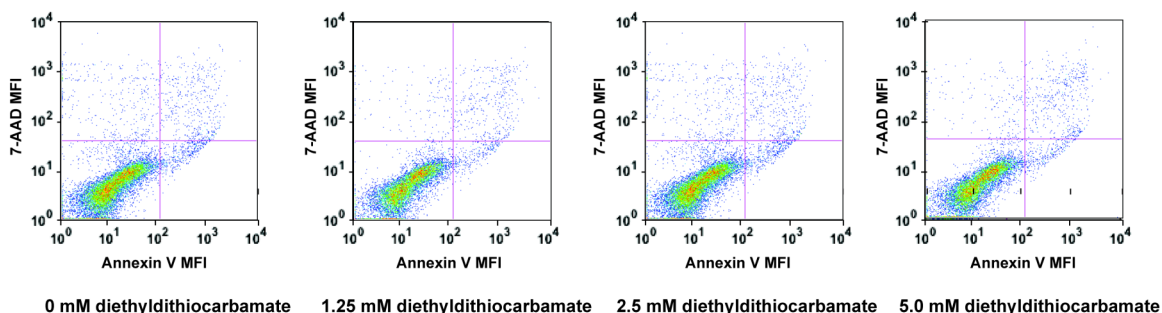 10⁴ 10⁴ 10⁴ 10⁴
10³ 10³ 10³ 10³
7-AAD MFI 7-AAD MFI 7-AAD MFI 7-AAD MFI
10² 10² 10² 10²
10¹ 10¹ 10¹ 10¹
10⁰ 10⁰ 10⁰ 10⁰
10⁰ 10¹ 10² 10³ 10⁴ 10⁰ 10¹ 10² 10³ 10⁴ 10⁰ 10¹ 10² 10³ 10⁴ 10⁰ 10¹ 10² 10³ 10⁴
Annexin V MFI Annexin V MFI Annexin V MFI Annexin V MFI
0 mM diethyldithiocarbamate 1.25 mM diethyldithiocarbamate 2.5 mM diethyldithiocarbamate 5.0 mM diethyldithiocarbamate